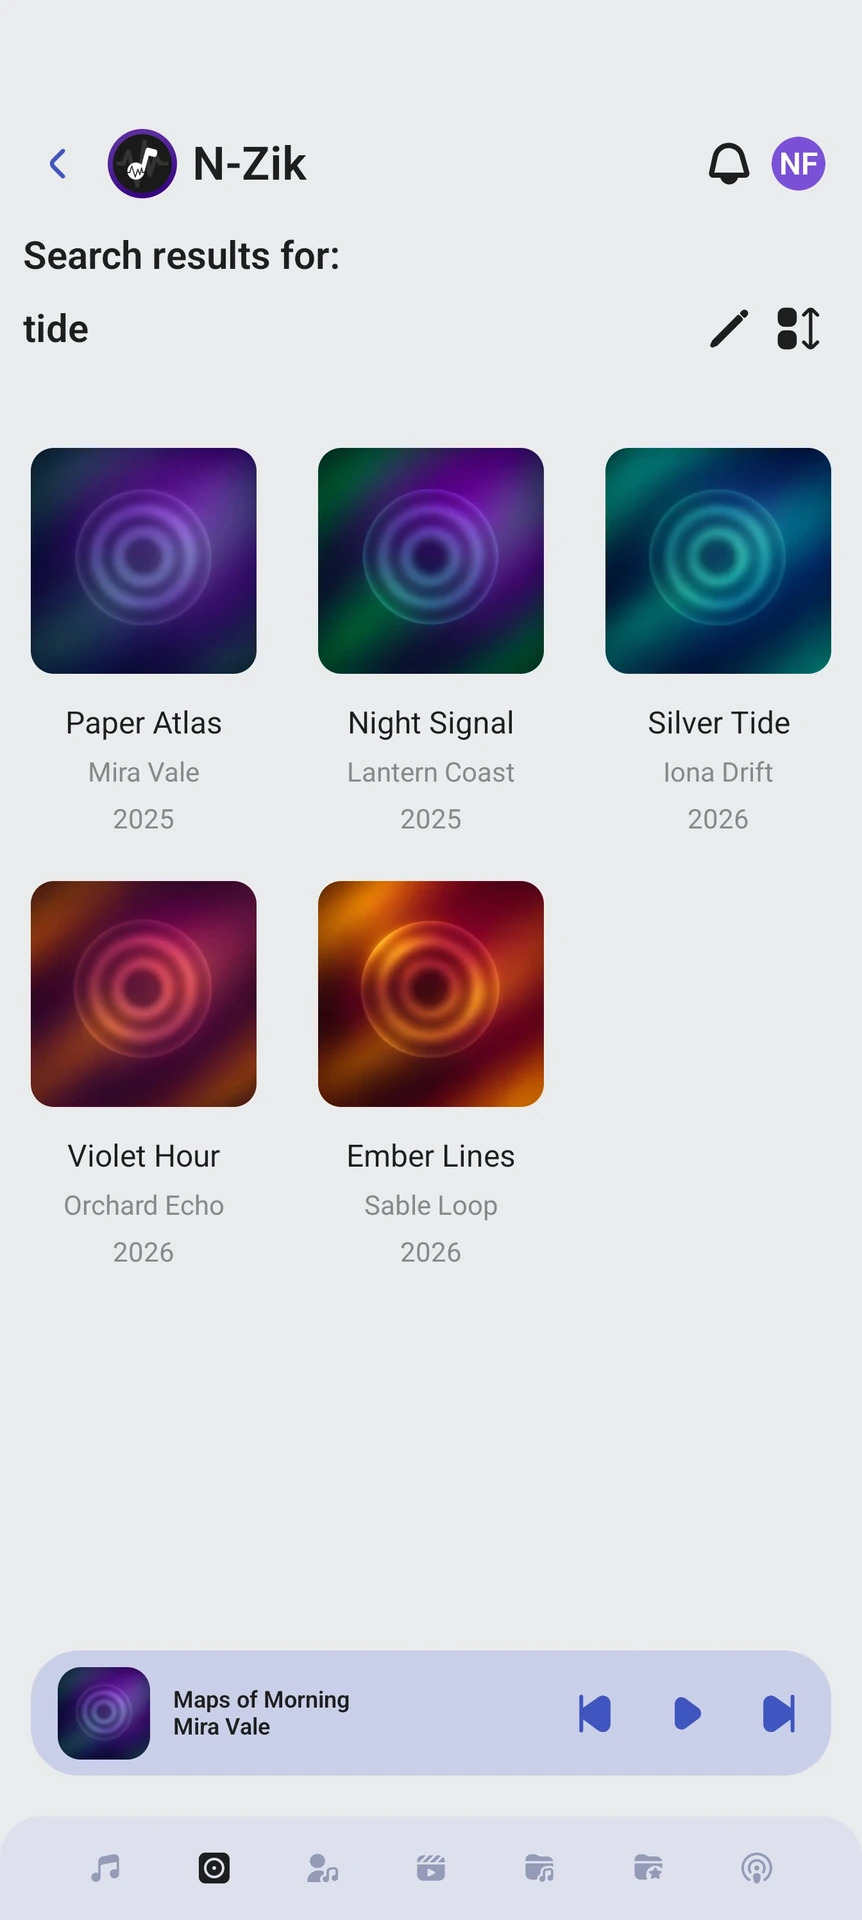 N-Zik
NF
Search results for:
tide
Paper Atlas
Mira Vale
2025
Night Signal
Lantern Coast
2025
Silver Tide
Iona Drift
2026
Violet Hour
Orchard Echo
2026
Ember Lines
Sable Loop
2026
Maps of Morning
Mira Vale